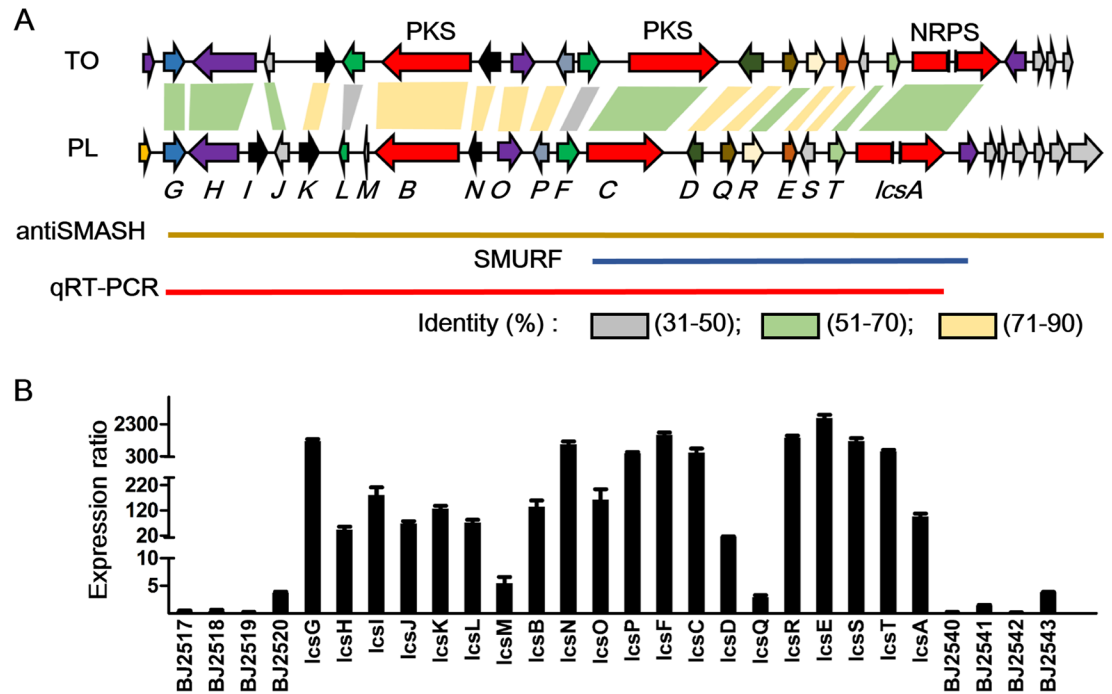 A
PKS PKS NRPS
TO
PL
G H I J K L M B N O P F C D Q R E S T lcsA
antiSMASH
SMURF
qRT-PCR
Identity (%) : (31-50); (51-70); (71-90)
B
Expression ratio
2300
300
220
120
20
10
5
BJ2517 BJ2518 BJ2519 BJ2520 lcsG lcsH lcsI lcsJ lcsK lcsL lcsM lcsB lcsN lcsO lcsP lcsF lcsC lcsD lcsQ lcsR lcsE lcsS lcsT lcsA BJ2540 BJ2541 BJ2542 BJ2543